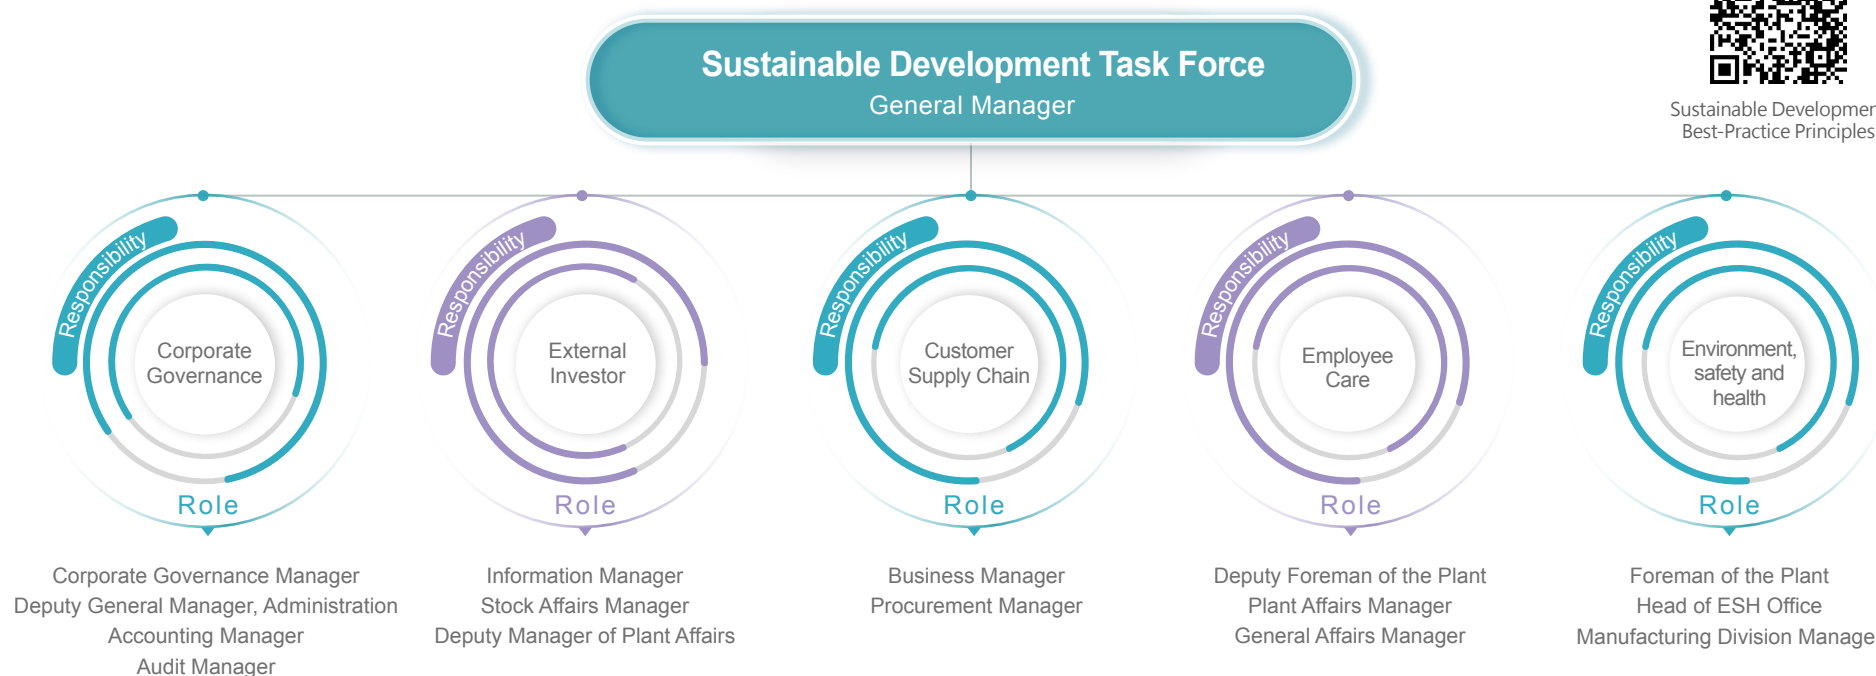 Sustainable Development Task Force
General Manager
Sustainable Developmen
Best-Practice Principles
Responsibility
Corporate
Governance
Role
Corporate Governance Manager
Deputy General Manager, Administration
Accounting Manager
Audit Manager
Responsibility
External
Investor
Role
Information Manager
Stock Affairs Manager
Deputy Manager of Plant Affairs
Responsibility
Customer
Supply Chain
Role
Business Manager
Procurement Manager
Responsibility
Employee
Care
Role
Deputy Foreman of the Plant
Plant Affairs Manager
General Affairs Manager
Responsibility
Environment,
safety and
health
Role
Foreman of the Plant
Head of ESH Office
Manufacturing Division Manage